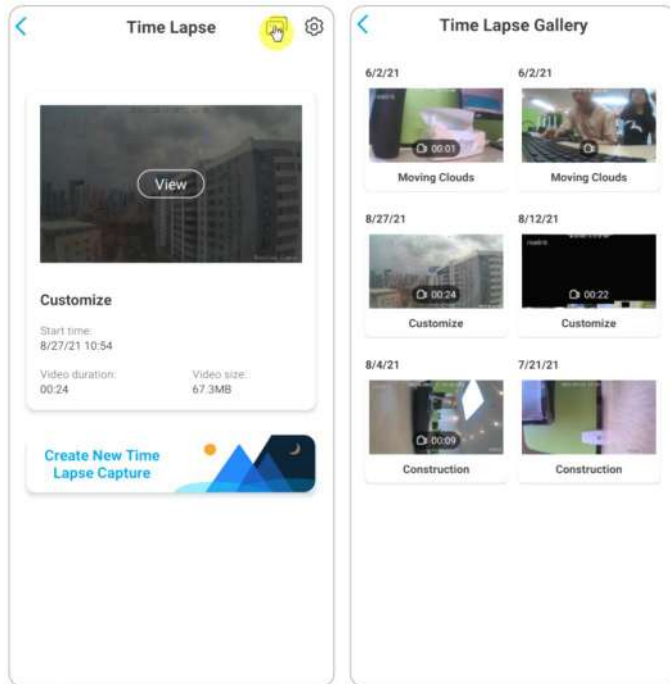 Time Lapse
View
Customize
Start time:
8/27/21 10:54
Video duration:
Video size:
00:24
67.3MB
Create New Time
Lapse Capture
Time Lapse Gallery
6/2/21
6/2/21
00:01
Moving Clouds
Moving Clouds
8/27/21
8/12/21
00:24
00:22
Customize
Customize
8/4/21
7/21/21
00:09
Construction
Construction